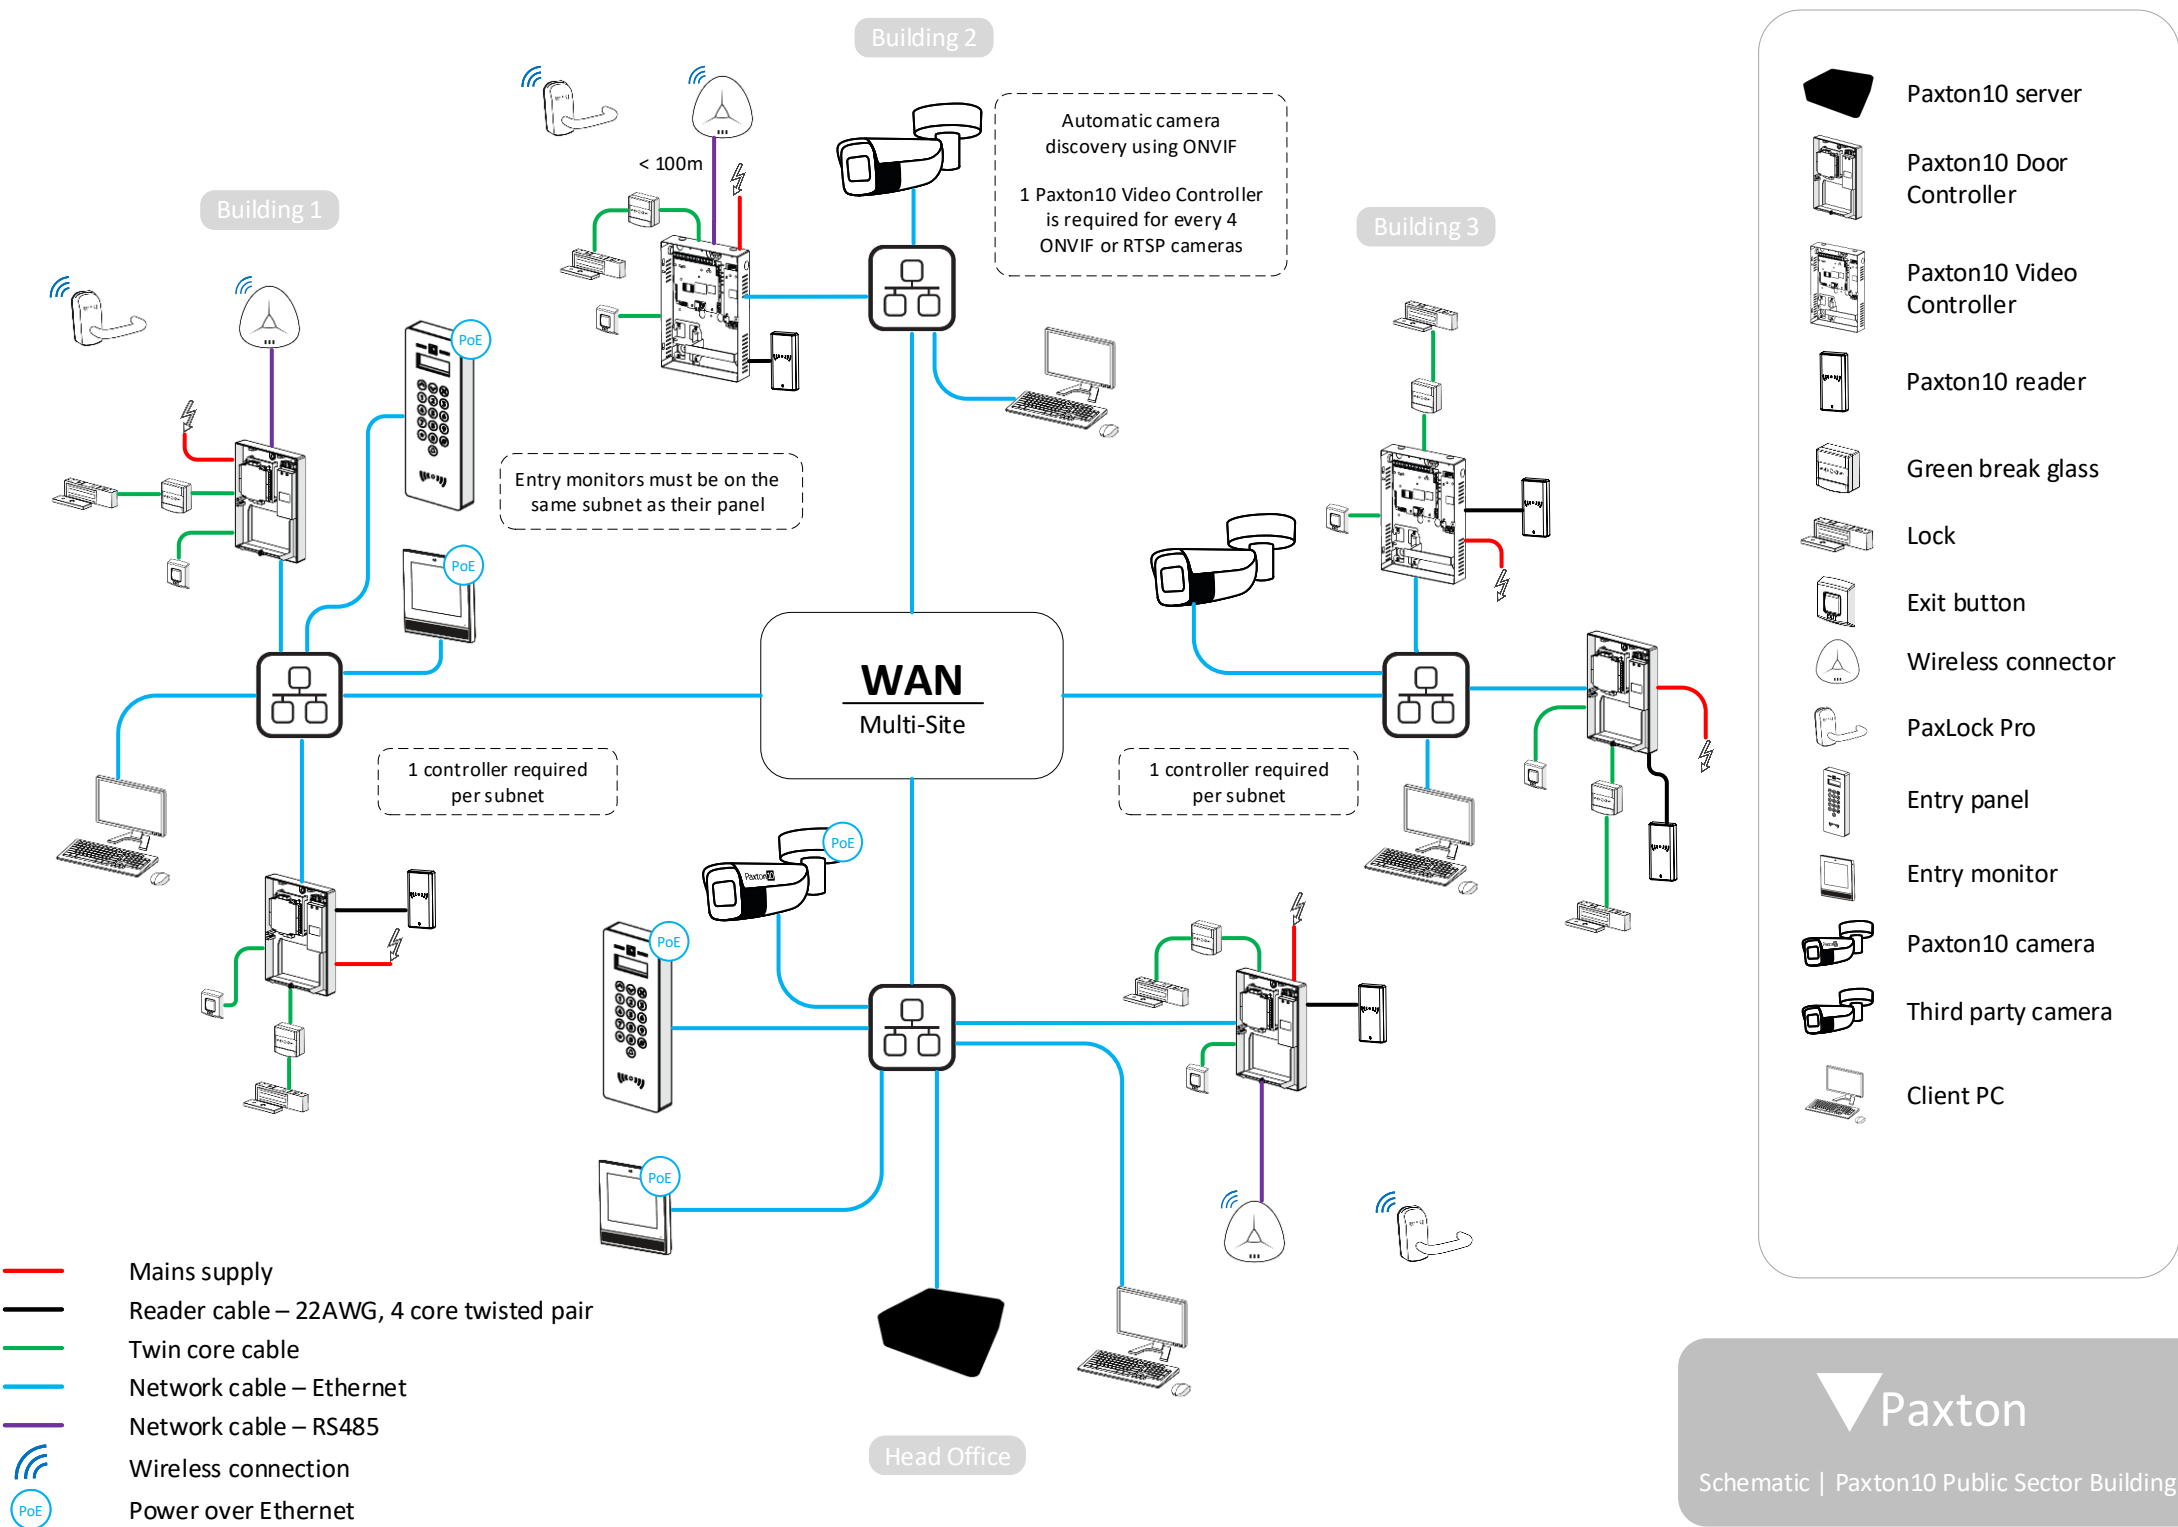 Building 2
Automatic camera
discovery using ONVIF
1 Paxton10 Video Controller
is required for every 4
ONVIF or RTSP cameras
< 100m
Building 1
Building 3
PoE
Entry monitors must be on the
same subnet as their panel
PoE
WAN
Multi-Site
1 controller required
per subnet
1 controller required
per subnet
PoE
Paxton10
PoE
PoE
Head Office
Paxton10 server
Paxton10 Door
Controller
Paxton10 Video
Controller
Paxton10 reader
Green break glass
Lock
Exit button
Wireless connector
PaxLock Pro
Entry panel
Entry monitor
Paxton10 camera
Third party camera
Client PC
Mains supply
Reader cable – 22AWG, 4 core twisted pair
Twin core cable
Network cable – Ethernet
Network cable – RS485
Wireless connection
PoE
Power over Ethernet
Paxton
Schematic | Paxton10 Public Sector Building